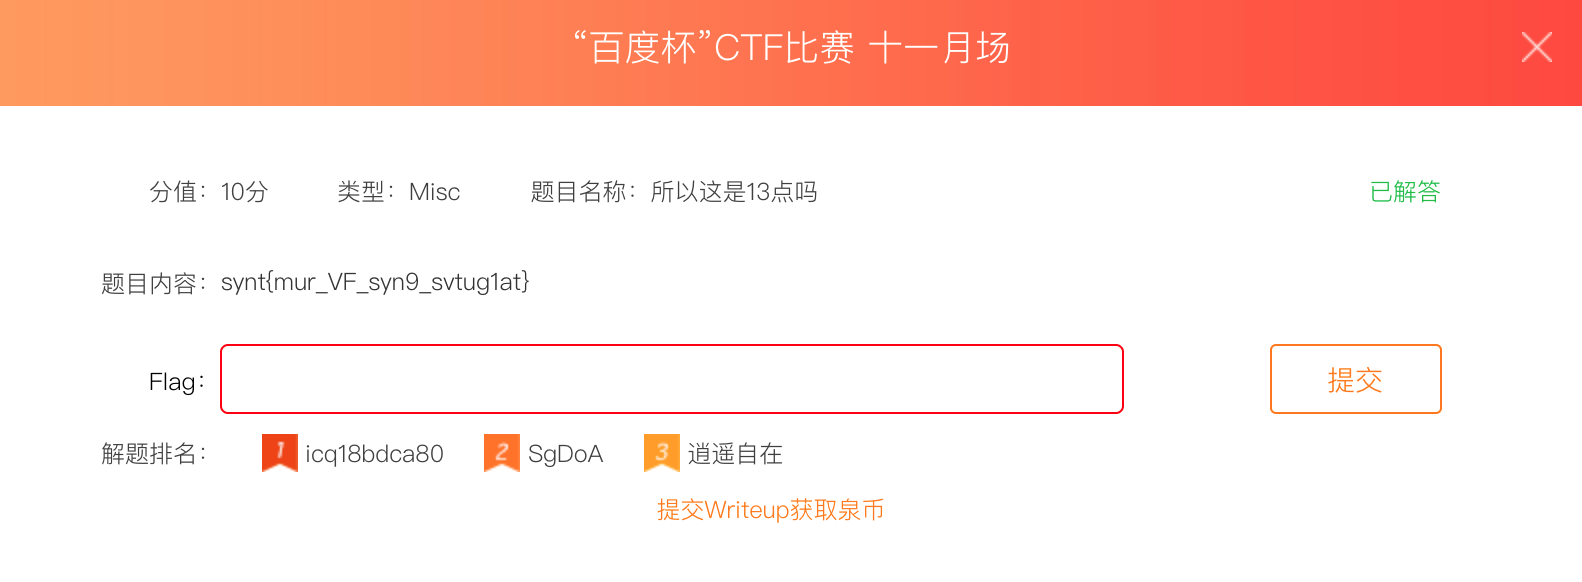 “百度杯”CTF比赛 十一月场
分值：10分 类型：Misc 题目名称：所以这是13点吗 已解答
题目内容：synt{mur_VF_syn9_svtug1at}
Flag：
提交
解题排名：1 icq18bdca80 2 SgDoA 3 逍遥自在
提交Writeup获取泉币